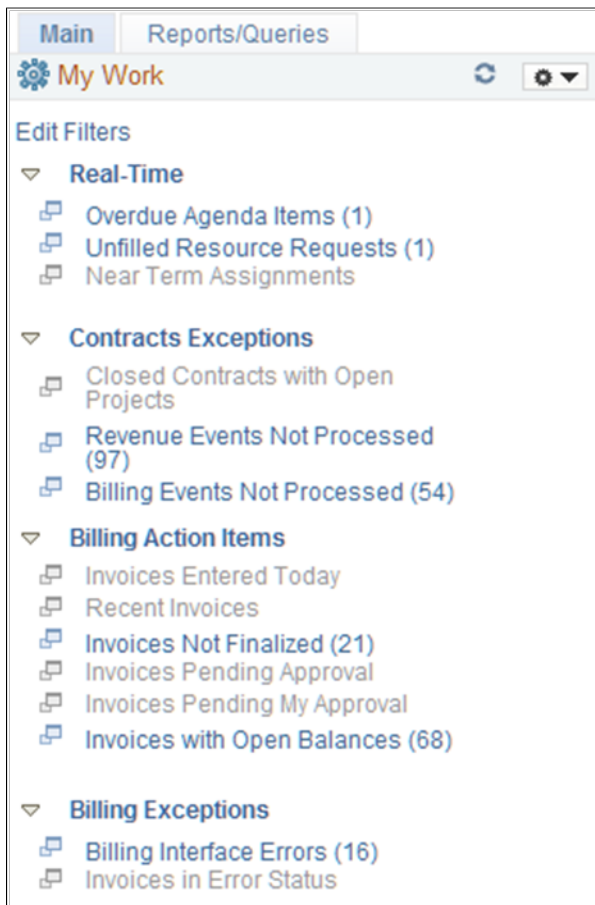 Main
Reports/Queries
My Work
Edit Filters
Real-Time
Overdue Agenda Items (1)
Unfilled Resource Requests (1)
Near Term Assignments
Contracts Exceptions
Closed Contracts with Open
Projects
Revenue Events Not Processed
(97)
Billing Events Not Processed (54)
Billing Action Items
Invoices Entered Today
Recent Invoices
Invoices Not Finalized (21)
Invoices Pending Approval
Invoices Pending My Approval
Invoices with Open Balances (68)
Billing Exceptions
Billing Interface Errors (16)
Invoices in Error Status